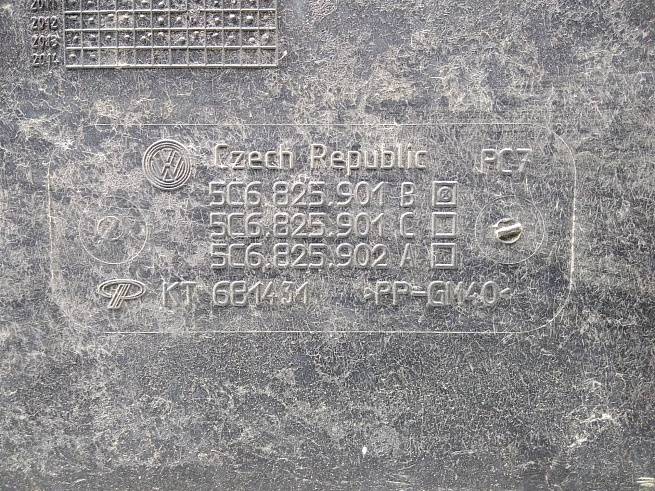 2011
2012
2013
2014
Czech Republic PC7
5C6.825.901 B
5C6.825.901 C
5C6.825.902 A
KT 681431 >PP-GM40<